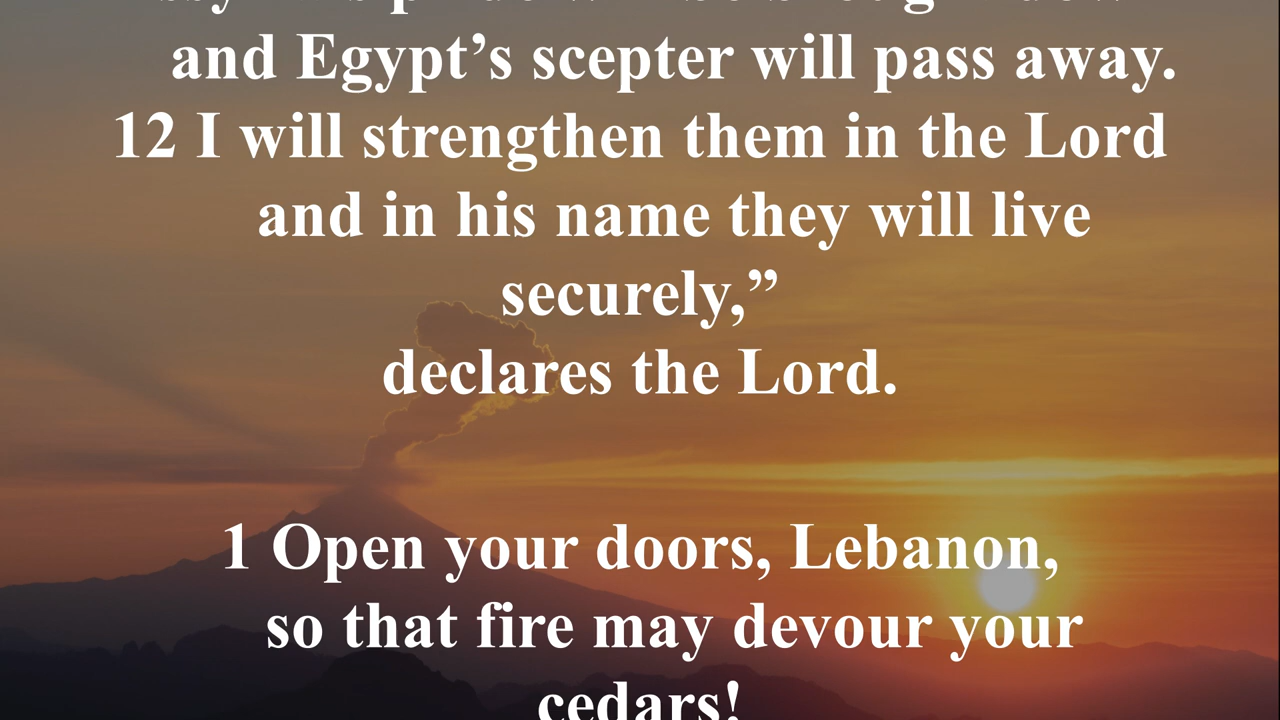 and Egypt’s scepter will pass away.
12 I will strengthen them in the Lord
and in his name they will live
securely,”
declares the Lord.
1 Open your doors, Lebanon,
so that fire may devour your
cedars!